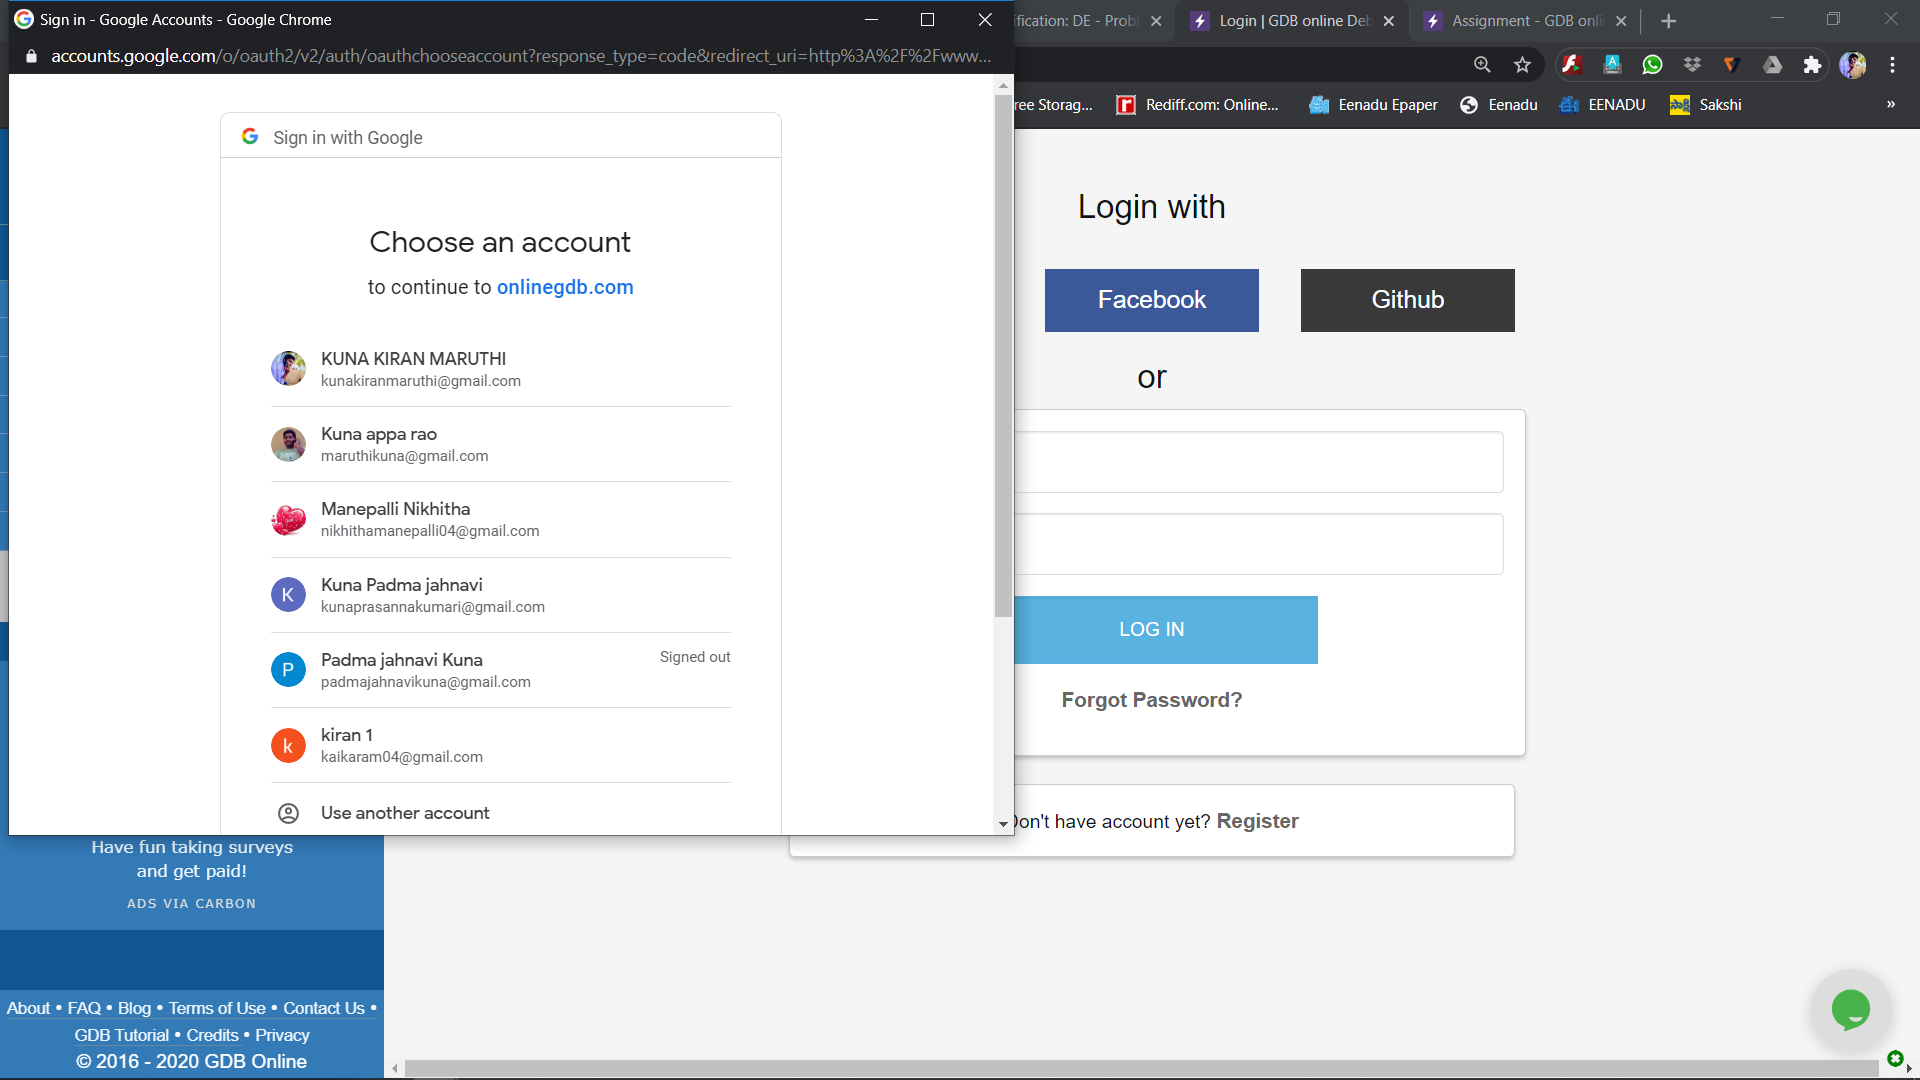 Sign in - Google Accounts - Google Chrome
accounts.google.com/o/oauth2/v2/auth/oauthchooseaccount?response_type=code&redirect_uri=http%3A%2F%2Fwww...
Sign in with Google
Choose an account
to continue to onlinegdb.com
KUNA KIRAN MARUTHI
kunakiranmaruthi@gmail.com
Kuna appa rao
maruthikuna@gmail.com
Manepalli Nikhitha
nikhithamanepalli04@gmail.com
K
Kuna Padma jahnavi
kunaprasannakumari@gmail.com
P
Padma jahnavi Kuna
Signed out
padmajahnavikuna@gmail.com
k
kiran 1
kaikaram04@gmail.com
Use another account
ification: DE - Probl
Login | GDB online Deb
Assignment - GDB onli
ree Storag...
Rediff.com: Online...
Eenadu Epaper
Eenadu
EENADU
Sakshi
»
Login with
Facebook
Github
or
LOG IN
Forgot Password?
Don't have account yet? Register
Have fun taking surveys
and get paid!
ADS VIA CARBON
About • FAQ • Blog • Terms of Use • Contact Us •
GDB Tutorial • Credits • Privacy
© 2016 - 2020 GDB Online